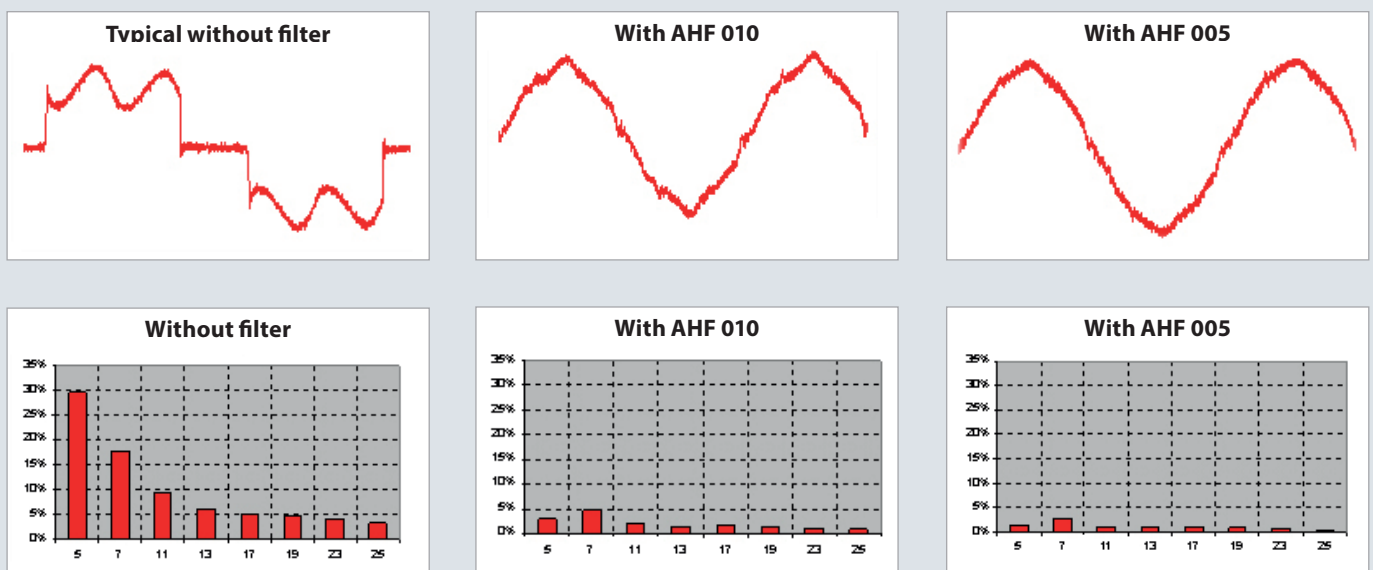 Typical without filter
With AHF 010
With AHF 005
Without filter
35%
30%
25%
20%
15%
10%
5%
0%
5 7 11 13 17 19 23 25
With AHF 010
35%
30%
25%
20%
15%
10%
5%
0%
5 7 11 13 17 19 23 25
With AHF 005
35%
30%
25%
20%
15%
10%
5%
0%
5 7 11 13 17 19 23 25